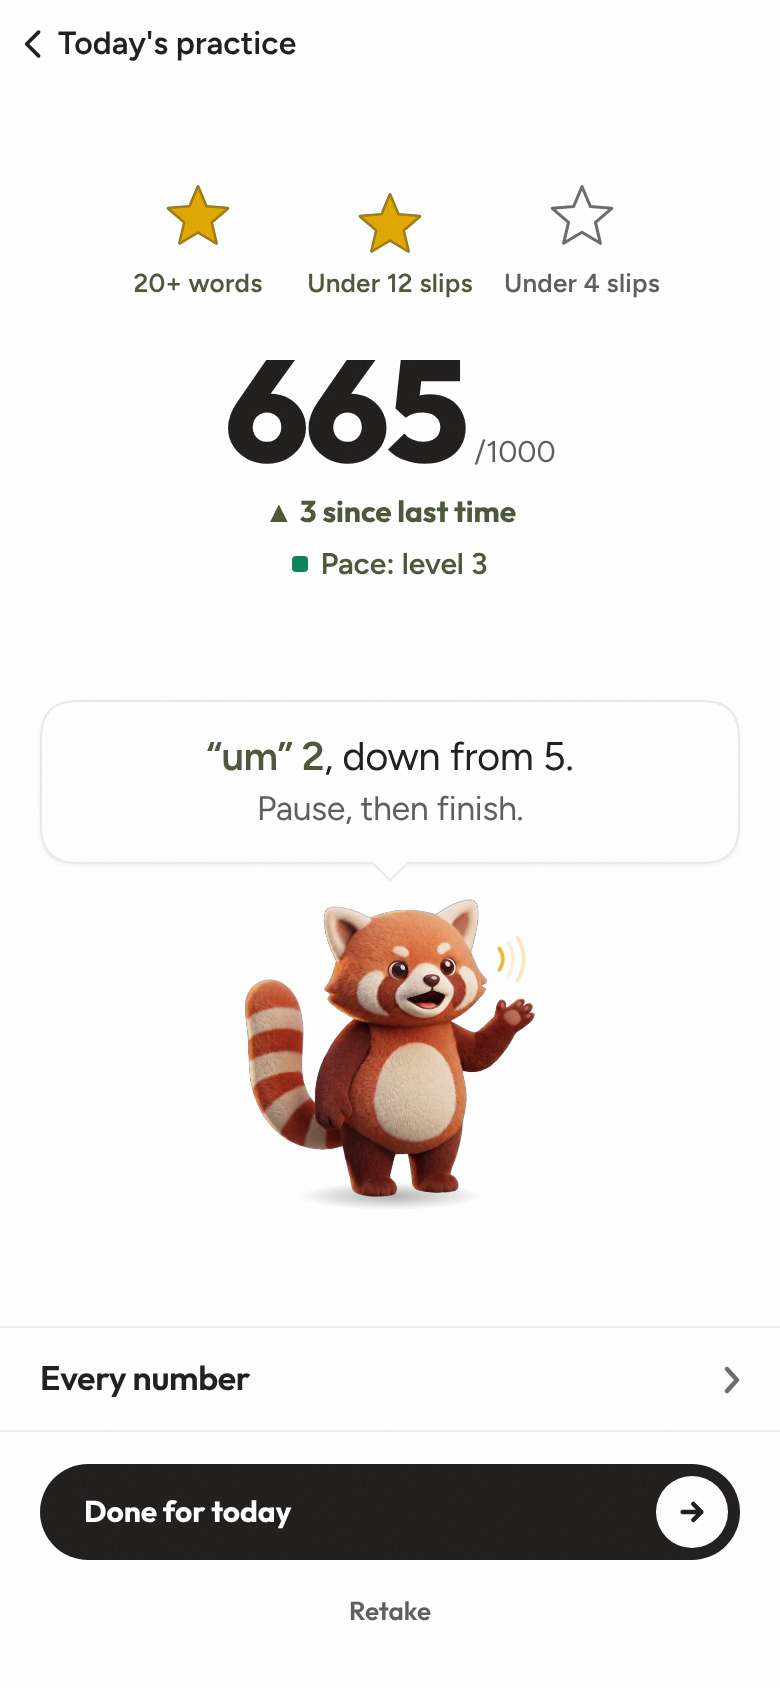 Today's practice
20+ words
Under 12 slips
Under 4 slips
665/1000
▲ 3 since last time
Pace: level 3
“um” 2, down from 5.
Pause, then finish.
Every number
Done for today
Retake